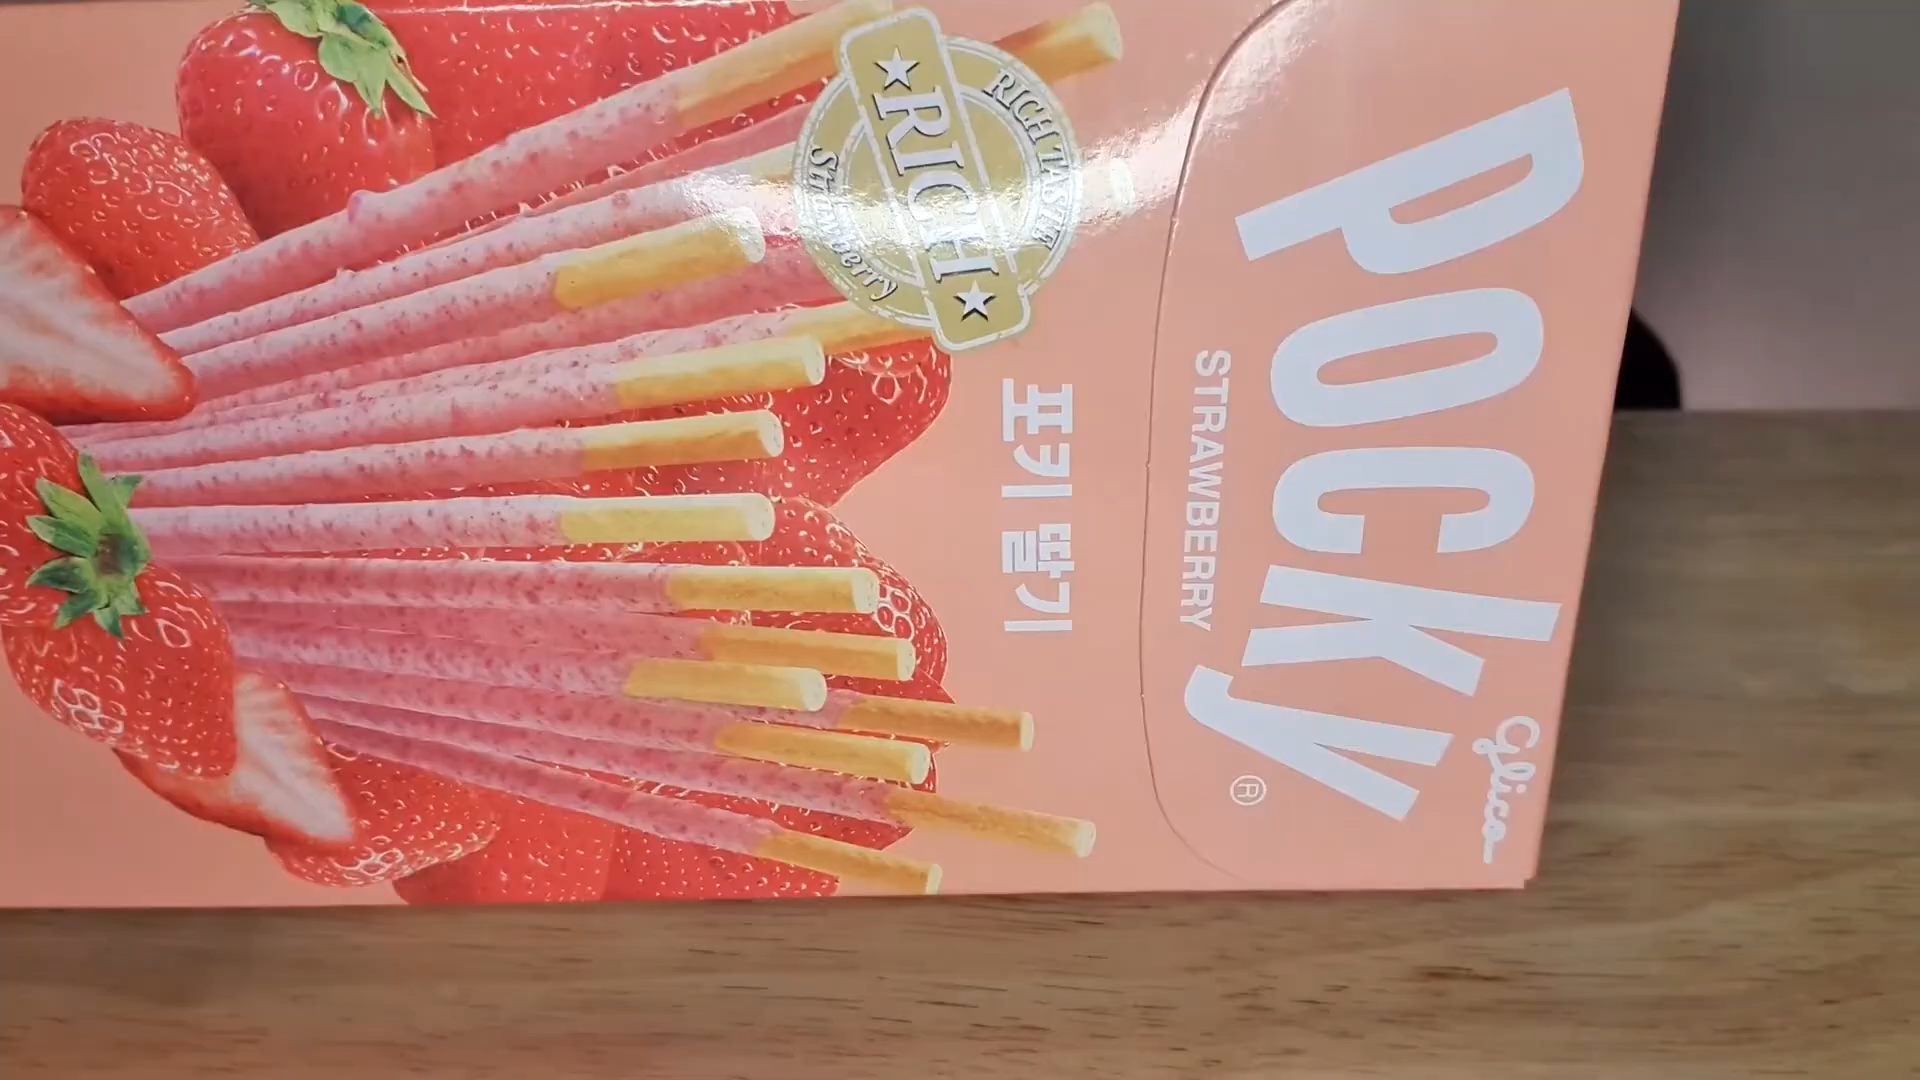 Glico
Pocky®
STRAWBERRY
포키 딸기
RICH TASTE
★RICH★
Strawberry